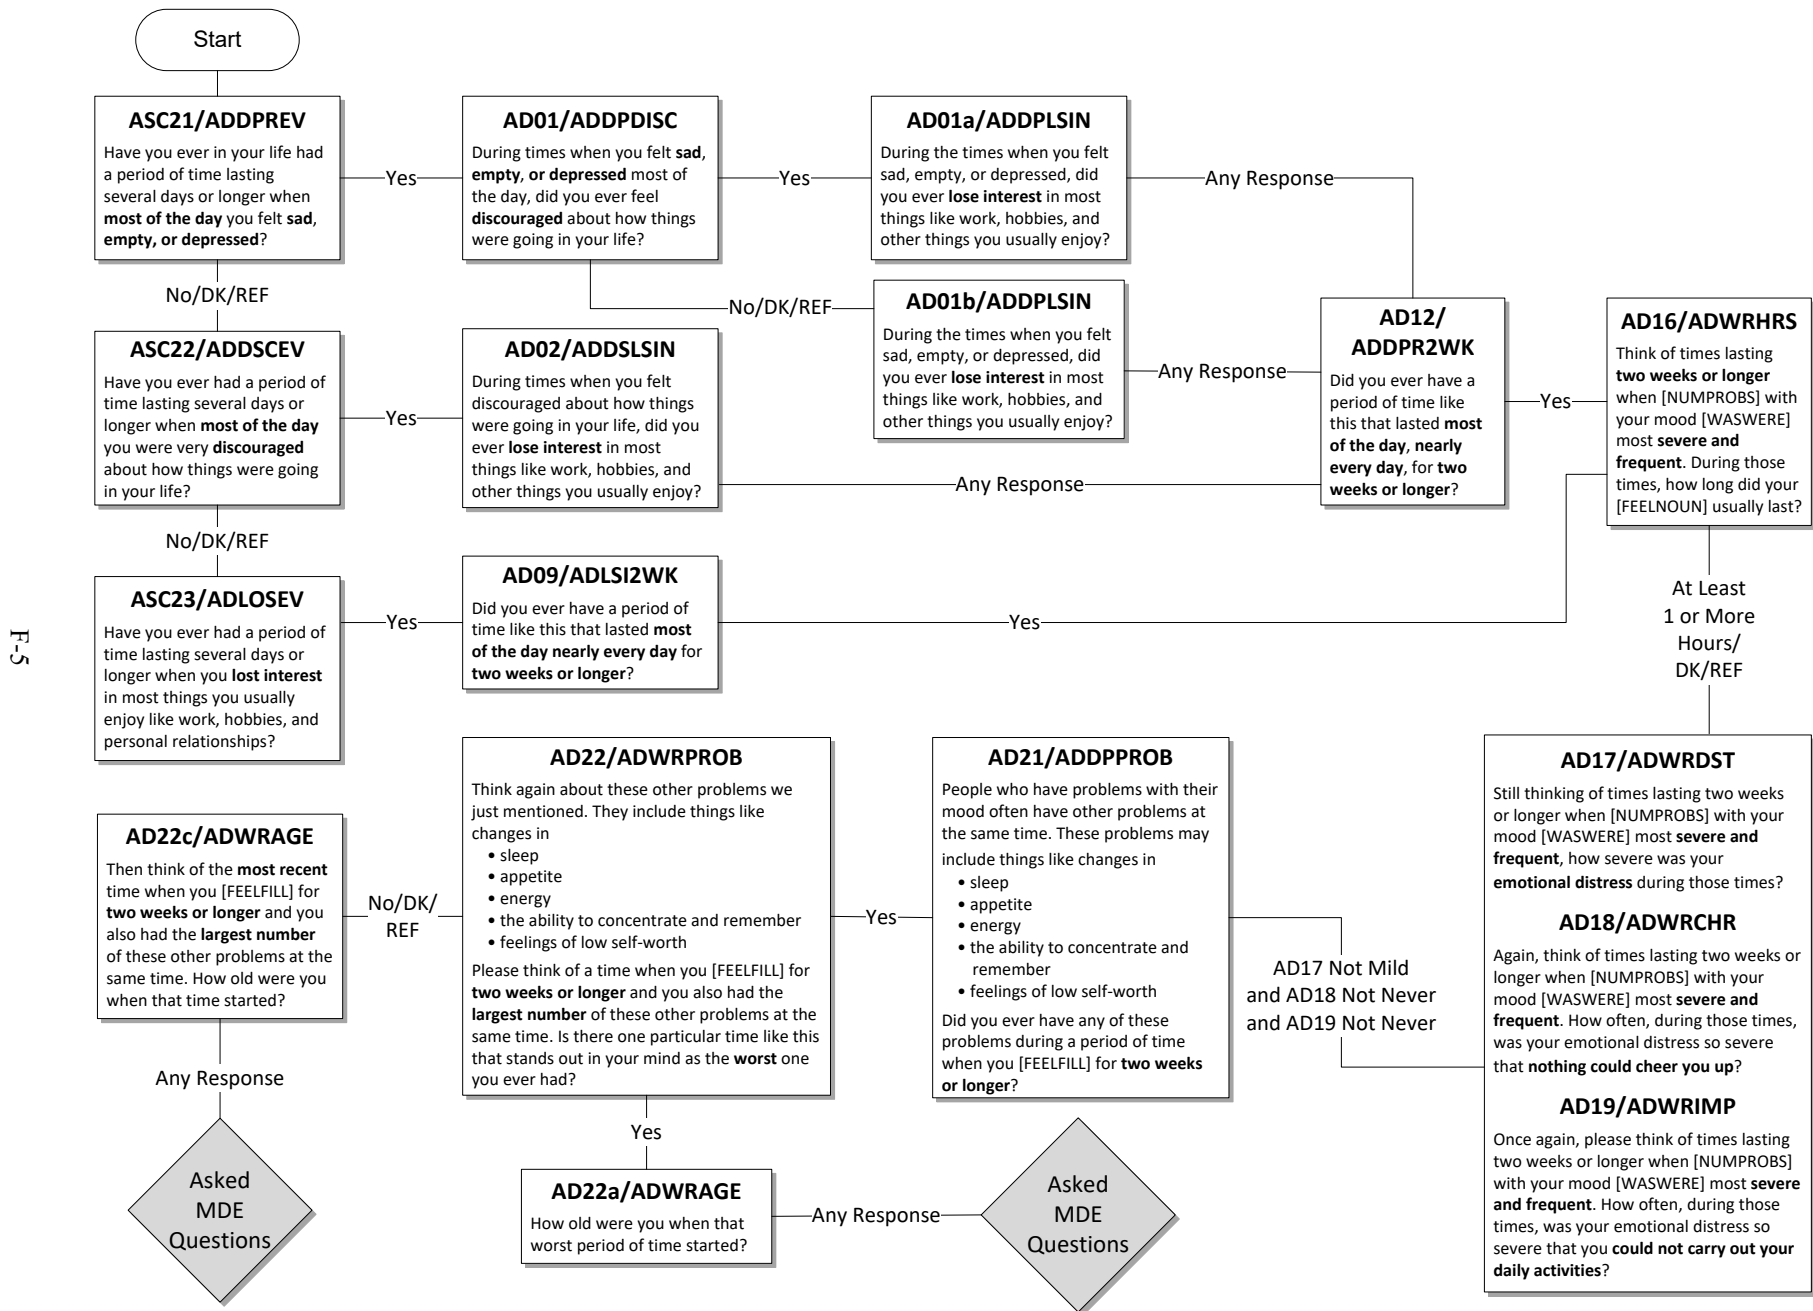 Start
ASC21/ADDPREV
Have you ever in your life had
a period of time lasting
several days or longer when
most of the day you felt sad,
empty, or depressed?
Yes
AD01/ADDPDISC
During times when you felt sad,
empty, or depressed most of
the day, did you ever feel
discouraged about how things
were going in your life?
Yes
AD01a/ADDPLSIN
During the times when you felt
sad, empty, or depressed, did
you ever lose interest in most
things like work, hobbies, and
other things you usually enjoy?
Any Response
No/DK/REF
No/DK/REF
AD01b/ADDPLSIN
During the times when you felt
sad, empty, or depressed, did
you ever lose interest in most
things like work, hobbies, and
other things you usually enjoy?
Any Response
ASC22/ADDSCEV
Have you ever had a period of
time lasting several days or
longer when most of the day
you were very discouraged
about how things were going
in your life?
Yes
AD02/ADDSLSIN
During times when you felt
discouraged about how things
were going in your life, did you
ever lose interest in most
things like work, hobbies, and
other things you usually enjoy?
Any Response
AD12/
ADDPR2WK
Did you ever have a
period of time like
this that lasted most
of the day, nearly
every day, for two
weeks or longer?
Yes
AD16/ADWRHRS
Think of times lasting
two weeks or longer
when [NUMPROBS] with
your mood [WASWERE]
most severe and
frequent. During those
times, how long did your
[FEELNOUN] usually last?
No/DK/REF
ASC23/ADLOSEV
Have you ever had a period of
time lasting several days or
longer when you lost interest
in most things you usually
enjoy like work, hobbies, and
personal relationships?
Yes
AD09/ADLSI2WK
Did you ever have a period of
time like this that lasted most
of the day nearly every day for
two weeks or longer?
Yes
At Least
1 or More
Hours/
DK/REF
F-5
AD17/ADWRDST
Still thinking of times lasting two weeks
or longer when [NUMPROBS] with your
mood [WASWERE] most severe and
frequent, how severe was your
emotional distress during those times?
AD18/ADWRCHR
Again, think of times lasting two weeks or
longer when [NUMPROBS] with your
mood [WASWERE] most severe and
frequent. How often, during those times,
was your emotional distress so severe
that nothing could cheer you up?
AD19/ADWRIMP
Once again, please think of times lasting
two weeks or longer when [NUMPROBS]
with your mood [WASWERE] most severe
and frequent. How often, during those
times, was your emotional distress so
severe that you could not carry out your
daily activities?
AD17 Not Mild
and AD18 Not Never
and AD19 Not Never
AD21/ADDPPROB
People who have problems with their
mood often have other problems at
the same time. These problems may
include things like changes in
• sleep
• appetite
• energy
• the ability to concentrate and
remember
• feelings of low self-worth
Did you ever have any of these
problems during a period of time
when you [FEELFILL] for two weeks
or longer?
Yes
AD22/ADWRPROB
Think again about these other problems we
just mentioned. They include things like
changes in
• sleep
• appetite
• energy
• the ability to concentrate and remember
• feelings of low self-worth
Please think of a time when you [FEELFILL] for
two weeks or longer and you also had the
largest number of these other problems at the
same time. Is there one particular time like this
that stands out in your mind as the worst one
you ever had?
No/DK/
REF
AD22c/ADWRAGE
Then think of the most recent
time when you [FEELFILL] for
two weeks or longer and you
also had the largest number
of these other problems at the
same time. How old were you
when that time started?
Any Response
Asked
MDE
Questions
Yes
AD22a/ADWRAGE
How old were you when that
worst period of time started?
Any Response
Asked
MDE
Questions